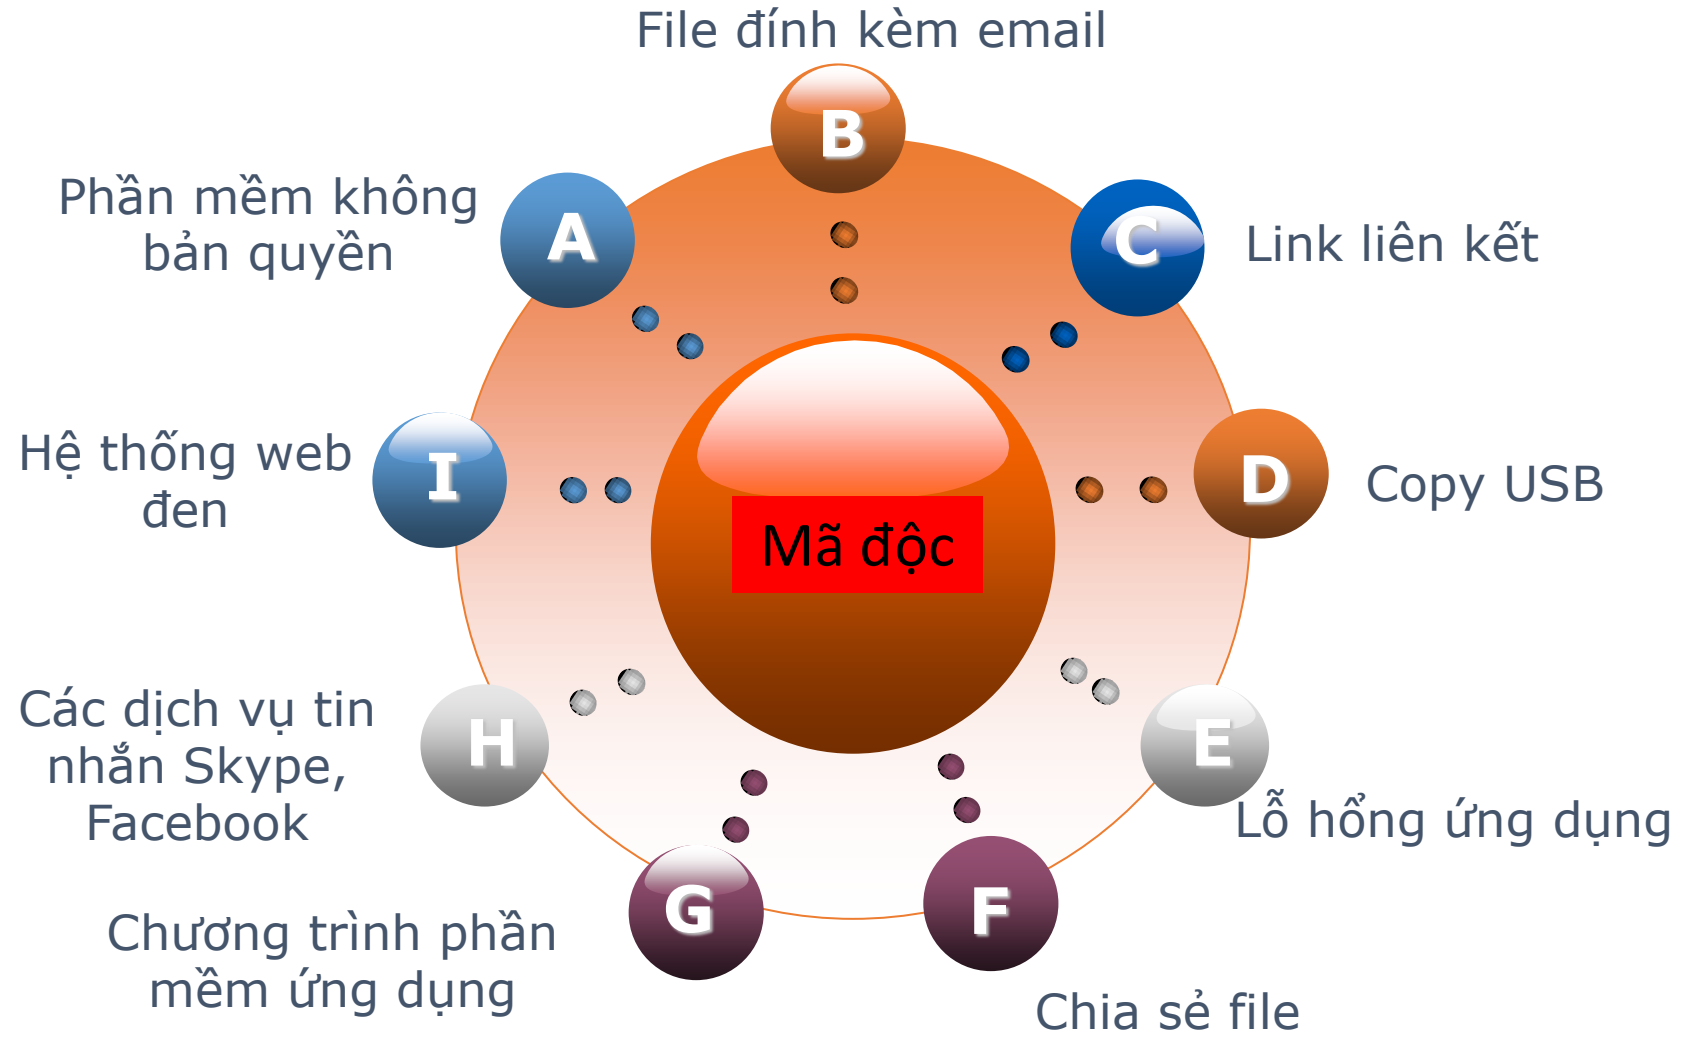 File đính kèm email
B
Phần mềm không
bản quyền
A
C
Link liên kết
Hệ thống web
đen
I
D
Copy USB
Mã độc
Các dịch vụ tin
nhắn Skype,
Facebook
H
E
Lỗ hổng ứng dụng
G
F
Chương trình phần
mềm ứng dụng
Chia sẻ file